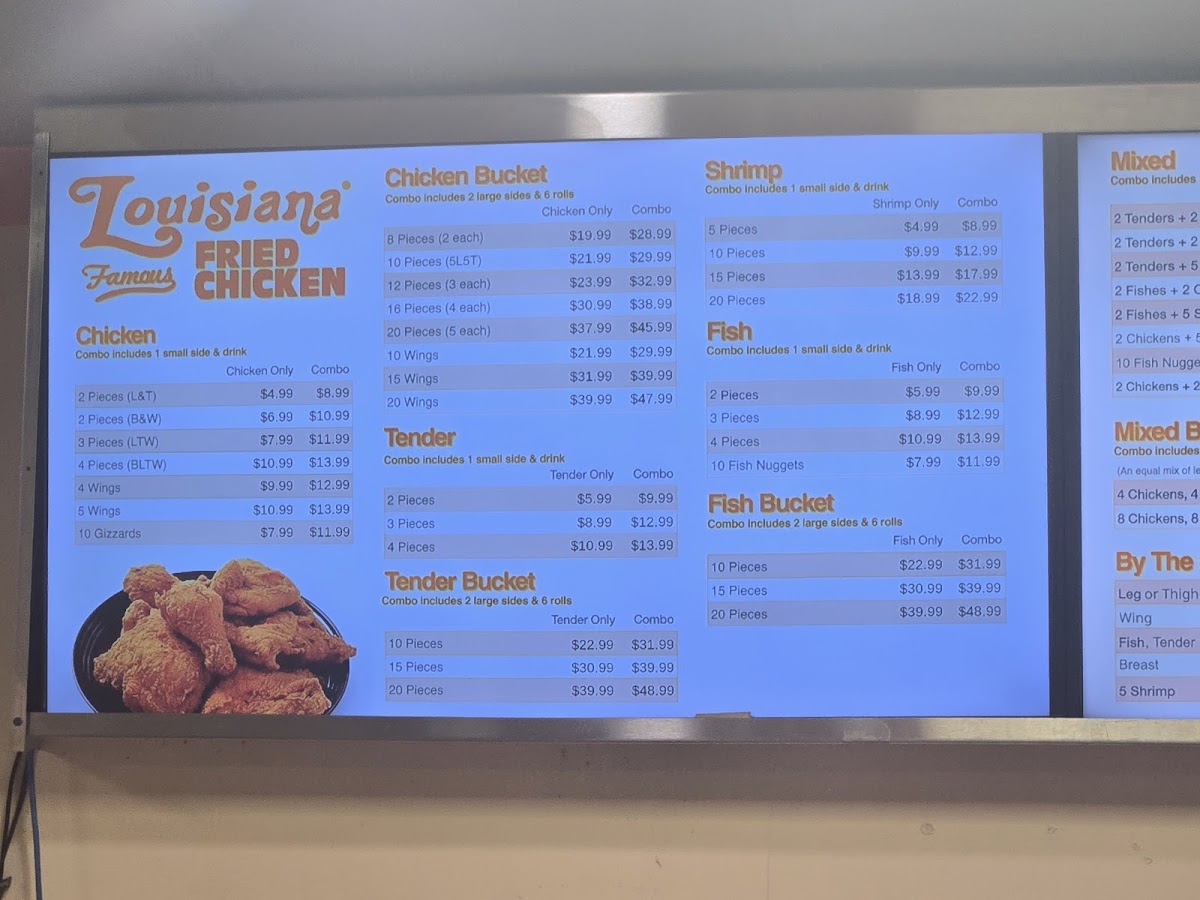 Louisiana
Famous FRIED CHICKEN
Chicken
Combo includes 1 small side & drink
Chicken Only Combo
2 Pieces (L&T) $4.99 $8.99
2 Pieces (B&W) $6.99 $10.99
3 Pieces (LTW) $7.99 $11.99
4 Pieces (BLTW) $10.99 $13.99
4 Wings $9.99 $12.99
5 Wings $10.99 $13.99
10 Gizzards $7.99 $11.99
Chicken Bucket
Combo includes 2 large sides & 6 rolls
Chicken Only Combo
8 Pieces (2 each) $19.99 $28.99
10 Pieces (5L5T) $21.99 $29.99
12 Pieces (3 each) $23.99 $32.99
16 Pieces (4 each) $30.99 $38.99
20 Pieces (5 each) $37.99 $45.99
10 Wings $21.99 $29.99
15 Wings $31.99 $39.99
20 Wings $39.99 $47.99
Tender
Combo includes 1 small side & drink
Tender Only Combo
2 Pieces $5.99 $9.99
3 Pieces $8.99 $12.99
4 Pieces $10.99 $13.99
Tender Bucket
Combo includes 2 large sides & 6 rolls
Tender Only Combo
10 Pieces $22.99 $31.99
15 Pieces $30.99 $39.99
20 Pieces $39.99 $48.99
Shrimp
Combo includes 1 small side & drink
Shrimp Only Combo
5 Pieces $4.99 $8.99
10 Pieces $9.99 $12.99
15 Pieces $13.99 $17.99
20 Pieces $18.99 $22.99
Fish
Combo includes 1 small side & drink
Fish Only Combo
2 Pieces $5.99 $9.99
3 Pieces $8.99 $12.99
4 Pieces $10.99 $13.99
10 Fish Nuggets $7.99 $11.99
Fish Bucket
Combo includes 2 large sides & 6 rolls
Fish Only Combo
10 Pieces $22.99 $31.99
15 Pieces $30.99 $39.99
20 Pieces $39.99 $48.99
Mixed
Combo includes
2 Tenders + 2
2 Tenders + 2
2 Tenders + 5
2 Fishes + 2
2 Fishes + 5
2 Chickens + 5
10 Fish Nugge
2 Chickens + 2
Mixed B
Combo includes
(An equal mix of le
4 Chickens, 4
8 Chickens, 8
By The
Leg or Thigh
Wing
Fish, Tender
Breast
5 Shrimp